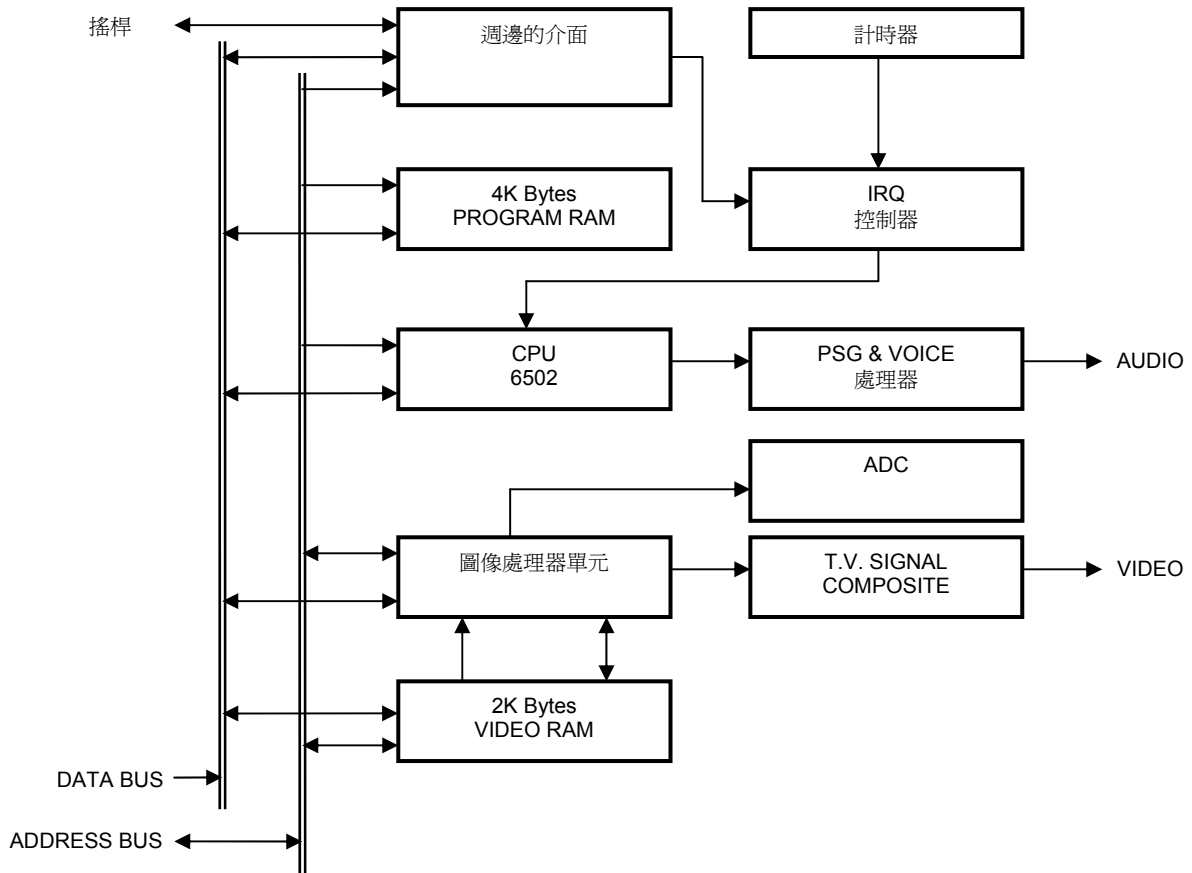 搖桿
週邊的介面
計時器
4K Bytes
PROGRAM RAM
IRQ
控制器
CPU
6502
PSG & VOICE
處理器
AUDIO
ADC
圖像處理器單元
T.V. SIGNAL
COMPOSITE
VIDEO
2K Bytes
VIDEO RAM
DATA BUS
ADDRESS BUS